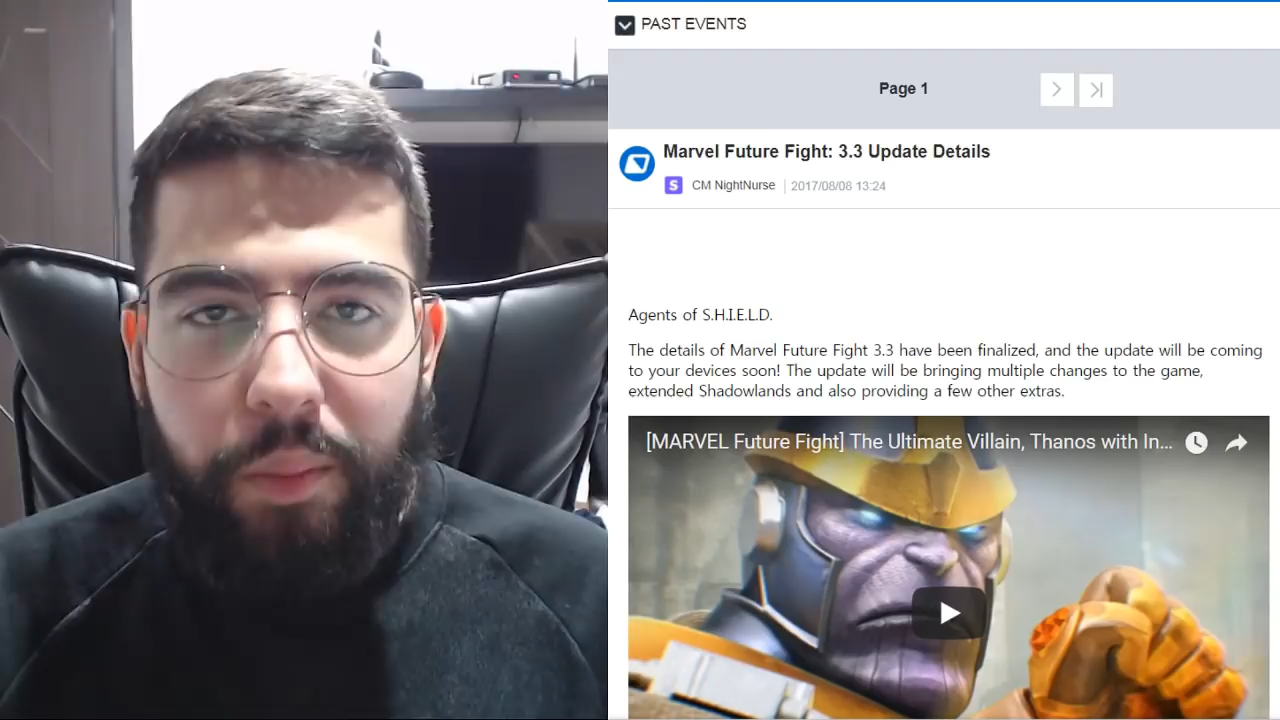 PAST EVENTS
Page 1
Marvel Future Fight: 3.3 Update Details
S CM NightNurse 2017/08/08 13:24
Agents of S.H.I.E.L.D.
The details of Marvel Future Fight 3.3 have been finalized, and the update will be coming
to your devices soon! The update will be bringing multiple changes to the game,
extended Shadowlands and also providing a few other extras.
[MARVEL Future Fight] The Ultimate Villain, Thanos with In...